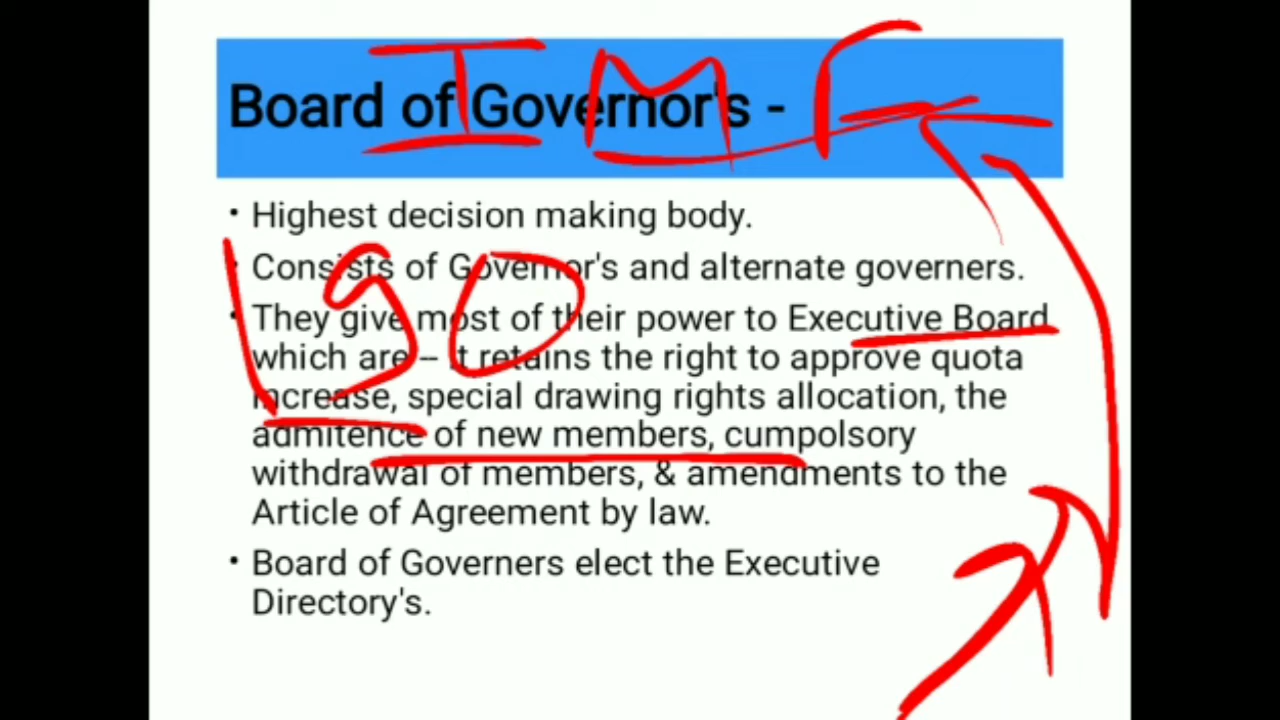 Board of Governor's -
IMF
• Highest decision making body.
• Consists of Governor's and alternate governers.
• They give most of their power to Executive Board
which are -- it retains the right to approve quota
increase, special drawing rights allocation, the
admitence of new members, cumpolsory
withdrawal of members, & amendments to the
Article of Agreement by law.
190
• Board of Governers elect the Executive
Directory's.